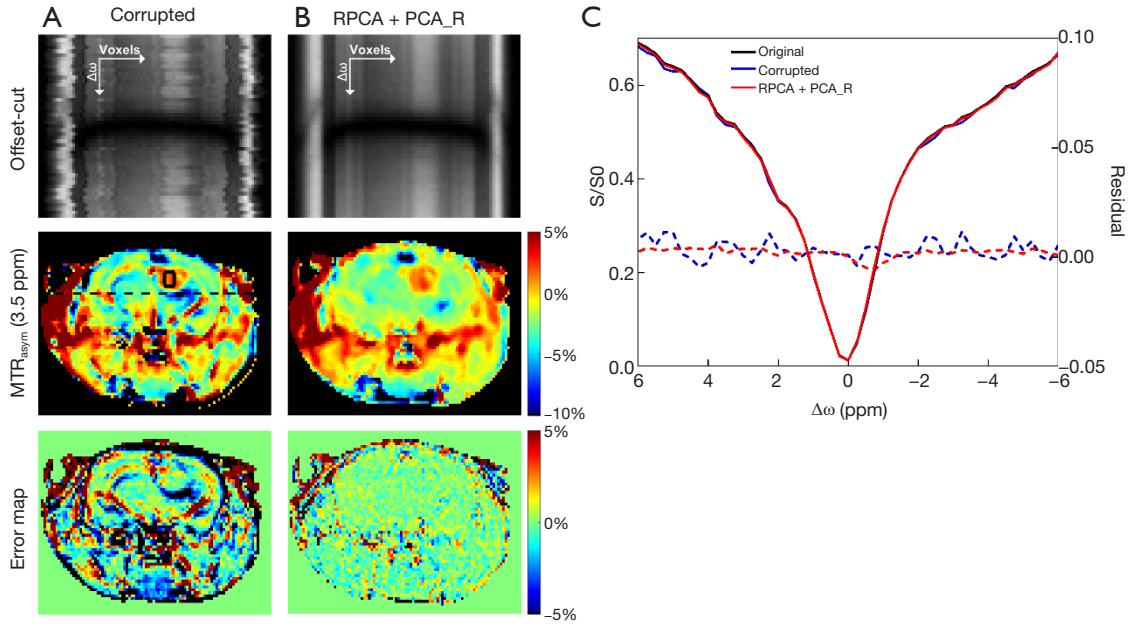 A
Corrupted
B
RPCA + PCA_R
C
Offset-cut
Voxels
Δω
Voxels
Δω
MTRasym (3.5 ppm)
5%
0%
−5%
−10%
Error map
5%
0%
−5%
Original
Corrupted
RPCA + PCA_R
S/S0
0.6
0.4
0.2
0.0
0.10
0.05
0.00
−0.05
Residual
6 4 2 0 −2 −4 −6
Δω (ppm)